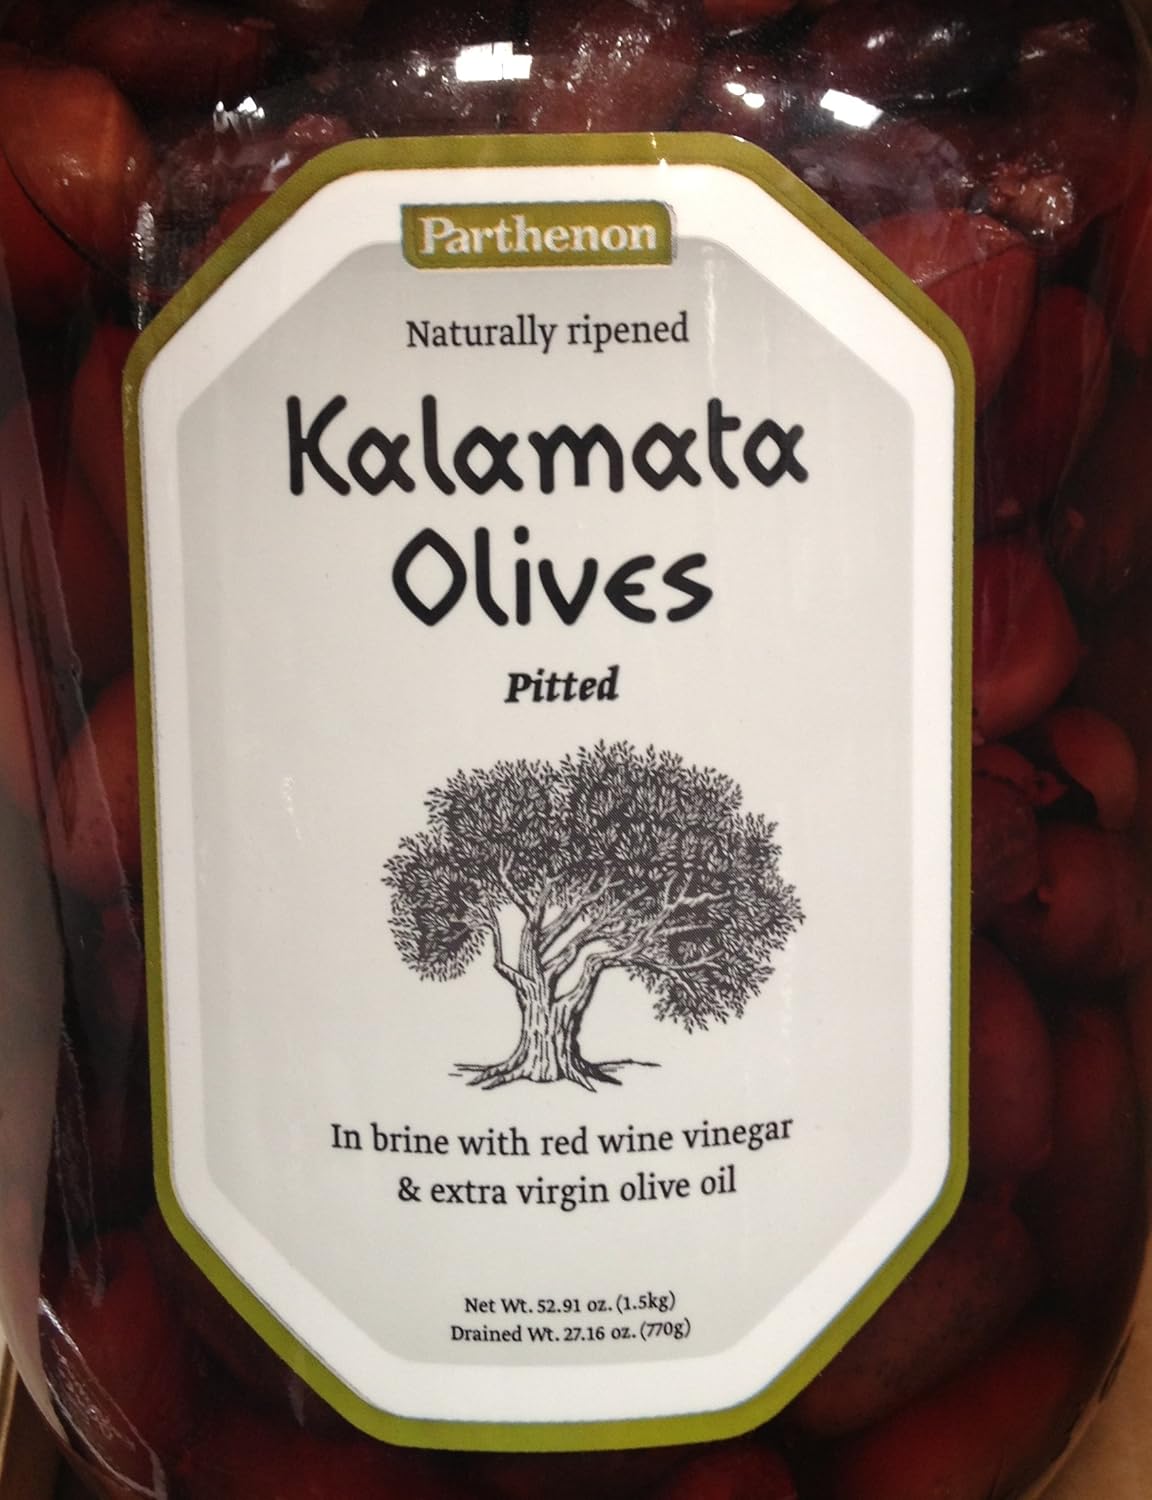 Parthenon
Naturally ripened
Kalamata
Olives
Pitted
In brine with red wine vinegar
& extra virgin olive oil
Net Wt. 52.91 oz. (1.5kg)
Drained Wt. 27.16 oz. (770g)